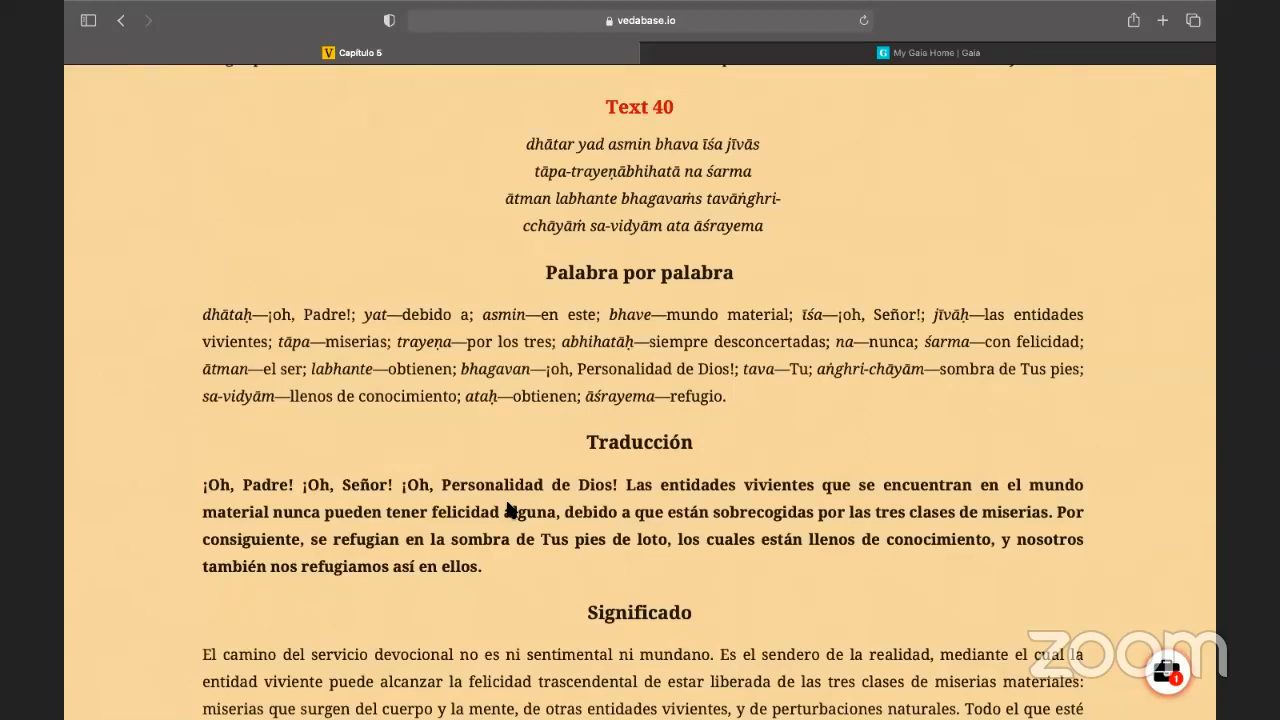 vedabase.io
Capítulo 5
My Gaia Home | Gaia
Text 40
dhātar yad asmin bhava īśa jīvās
tāpa-trayeṇābhihatā na śarma
ātman labhante bhagavaṁs tavāṅghri-
cchāyāṁ sa-vidyām ata āśrayema
Palabra por palabra
dhātaḥ—¡oh, Padre!; yat—debido a; asmin—en este; bhave—mundo material; īśa—¡oh, Señor!; jīvāḥ—las entidades
vivientes; tāpa—miserias; trayeṇa—por los tres; abhihatāḥ—siempre desconcertadas; na—nunca; śarma—con felicidad;
ātman—el ser; labhante—obtienen; bhagavan—¡oh, Personalidad de Dios!; tava—Tu; aṅghri-chāyām—sombra de Tus pies;
sa-vidyām—llenos de conocimiento; ataḥ—obtienen; āśrayema—refugio.
Traducción
¡Oh, Padre! ¡Oh, Señor! ¡Oh, Personalidad de Dios! Las entidades vivientes que se encuentran en el mundo
material nunca pueden tener felicidad alguna, debido a que están sobrecogidas por las tres clases de miserias. Por
consiguiente, se refugian en la sombra de Tus pies de loto, los cuales están llenos de conocimiento, y nosotros
también nos refugiamos así en ellos.
Significado
El camino del servicio devocional no es ni sentimental ni mundano. Es el sendero de la realidad, mediante el cual la
entidad viviente puede alcanzar la felicidad trascendental de estar liberada de las tres clases de miserias materiales:
miserias que surgen del cuerpo y la mente, de otras entidades vivientes, y de perturbaciones naturales. Todo el que esté
zoom
1